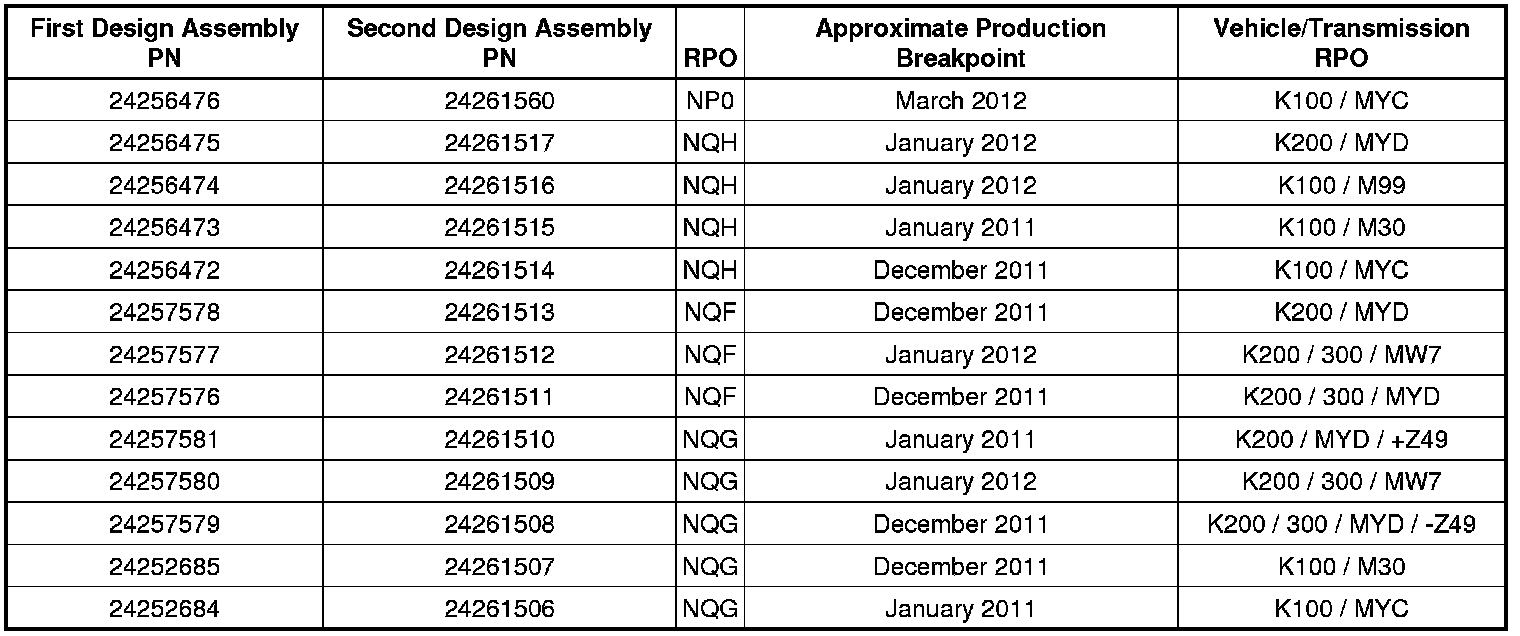 First Design Assembly PN Second Design Assembly PN RPO Approximate Production Breakpoint Vehicle/Transmission RPO
24256476 24261560 NP0 March 2012 K100 / MYC
24256475 24261517 NQH January 2012 K200 / MYD
24256474 24261516 NQH January 2012 K100 / M99
24256473 24261515 NQH January 2011 K100 / M30
24256472 24261514 NQH December 2011 K100 / MYC
24257578 24261513 NQF December 2011 K200 / MYD
24257577 24261512 NQF January 2012 K200 / 300 / MW7
24257576 24261511 NQF December 2011 K200 / 300 / MYD
24257581 24261510 NQG January 2011 K200 / MYD / +Z49
24257580 24261509 NQG January 2012 K200 / 300 / MW7
24257579 24261508 NQG December 2011 K200 / 300 / MYD / -Z49
24252685 24261507 NQG December 2011 K100 / M30
24252684 24261506 NQG January 2011 K100 / MYC